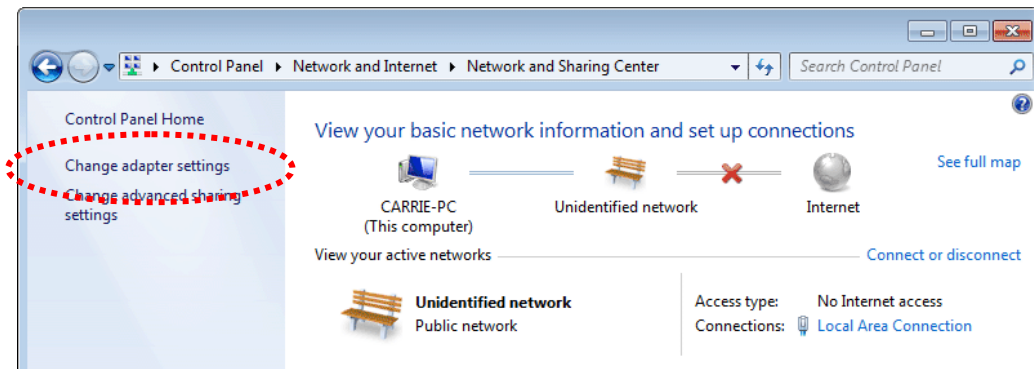 Control Panel Network and Internet Network and Sharing Center Search Control Panel
Control Panel Home
Change adapter settings
Change advanced sharing
settings
View your basic network information and set up connections
See full map
CARRIE-PC Unidentified network Internet
(This computer)
View your active networks Connect or disconnect
Unidentified network Access type: No Internet access
Public network Connections: Local Area Connection